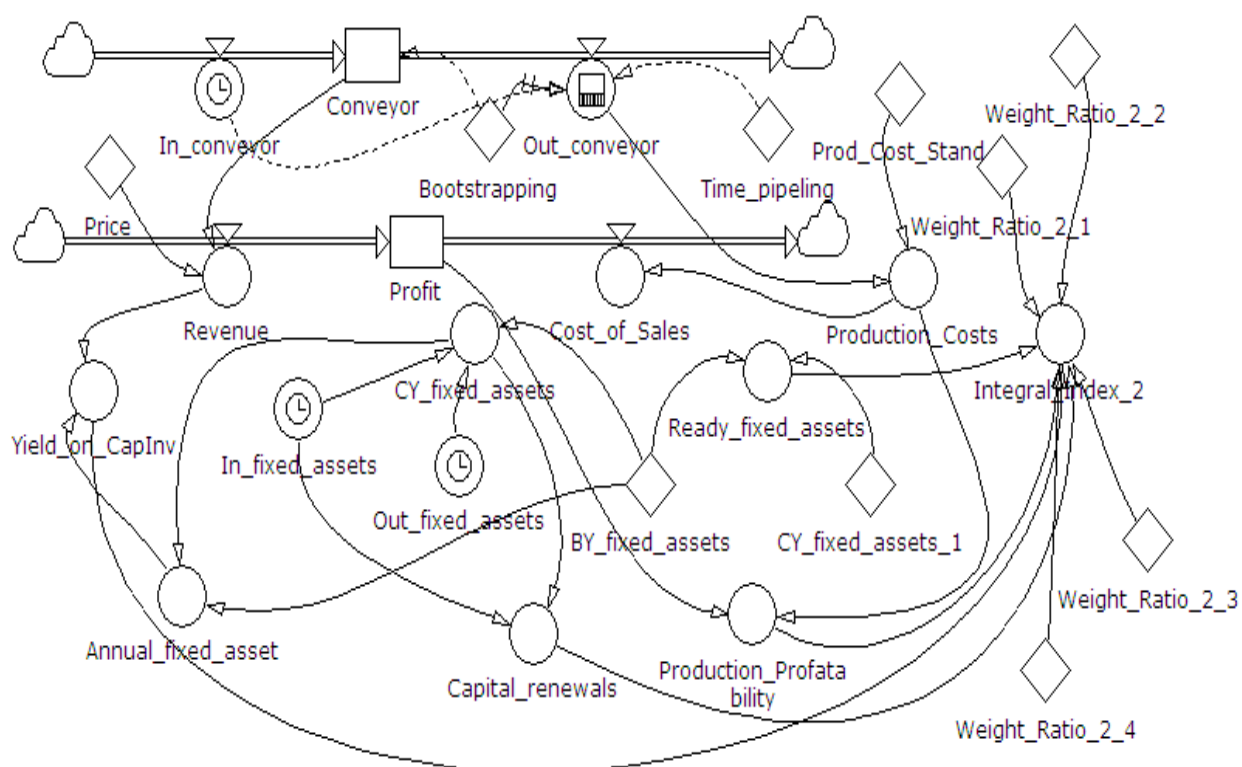 Conveyor
Weight_Ratio_2_2
In_conveyor
Out_conveyor
Prod_Cost_Stand
Bootstrapping
Time_pipeling
Price
Weight_Ratio_2_1
Profit
Revenue
Cost_of_Sales
Production_Costs
CY_fixed_assets
Integral_Index_2
Ready_fixed_assets
Yield_on_CapInv
In_fixed_assets
Out_fixed_assets
BY_fixed_assets
CY_fixed_assets_1
Weight_Ratio_2_3
Annual_fixed_asset
Production_Profata
bility
Capital_renewals
Weight_Ratio_2_4